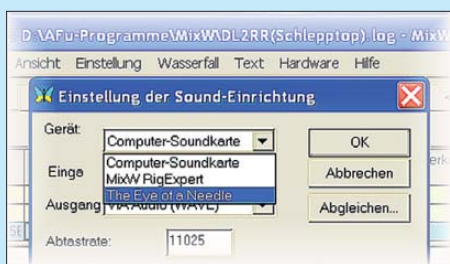 D:\AFu-Programme\MixW\DL2RR(Schlepptop).log - MixW
Ansicht Einstellung Wasserfall Text Hardware Hilfe
Einstellung der Sound-Einrichtung
Gerät:
Computer-Soundkarte
OK
Computer-Soundkarte
MixW RigExpert
The Eye of a Needle
Einga
Abbrechen
Ausgang
VIA Audio (WAVE)
Abgleichen...
Abtastrate:
11025